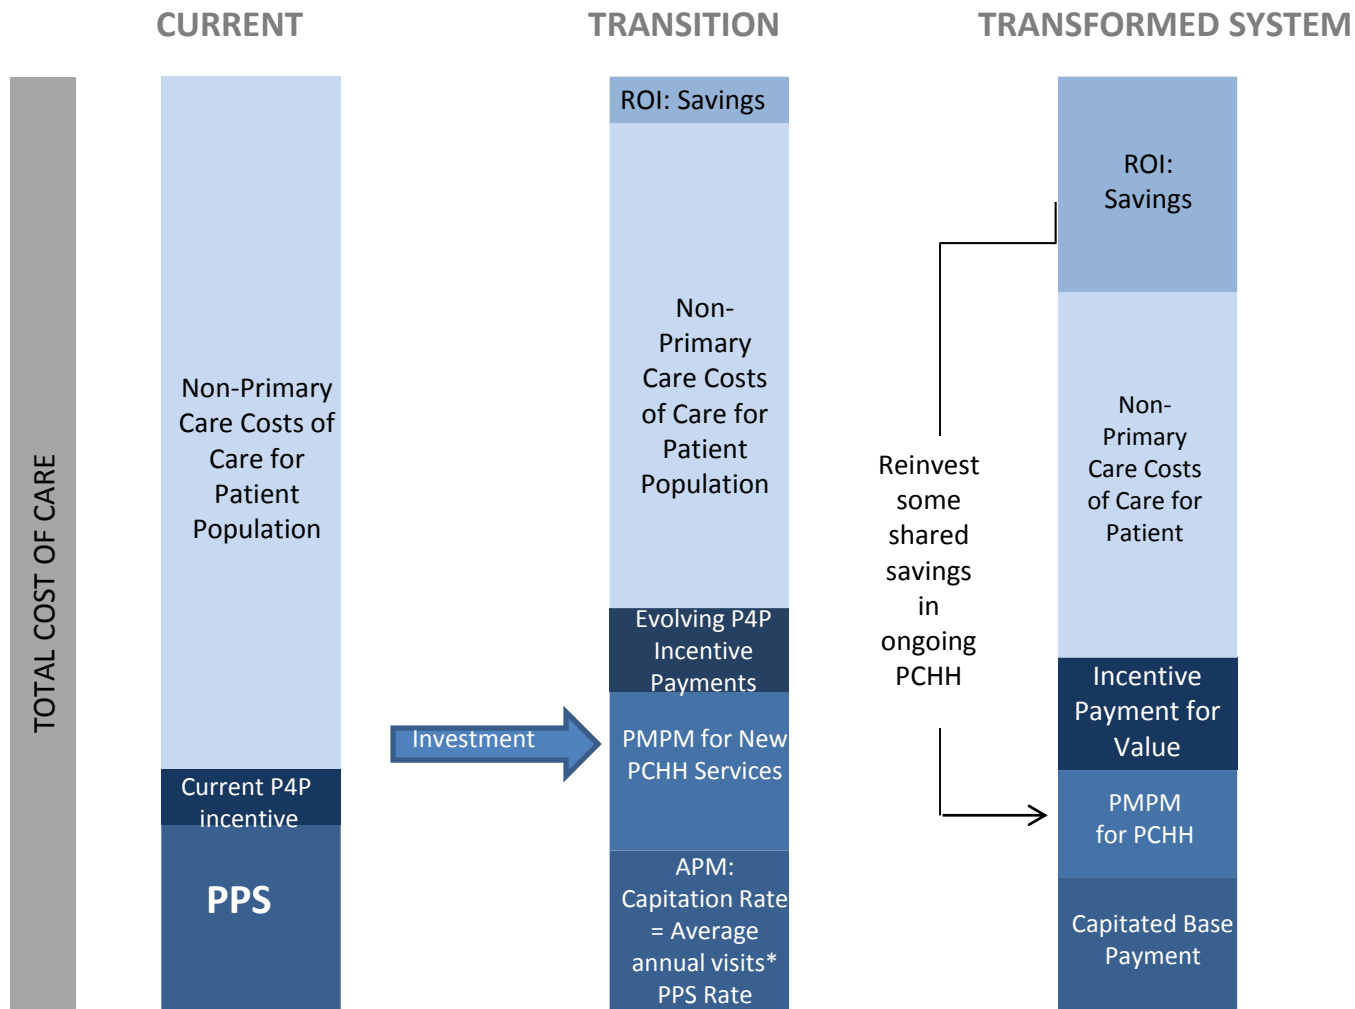 CURRENT
TRANSITION
TRANSFORMED SYSTEM
TOTAL COST OF CARE
Non-Primary
Care Costs of
Care for
Patient
Population
Current P4P
incentive
PPS
Investment
ROI: Savings
Non-
Primary
Care Costs
of Care for
Patient
Population
Evolving P4P
Incentive
Payments
PMPM for New
PCHH Services
APM:
Capitation Rate
= Average
annual visits*
PPS Rate
Reinvest
some
shared
savings
in
ongoing
PCHH
ROI:
Savings
Non-
Primary
Care Costs
of Care for
Patient
Incentive
Payment for
Value
PMPM
for PCHH
Capitated Base
Payment